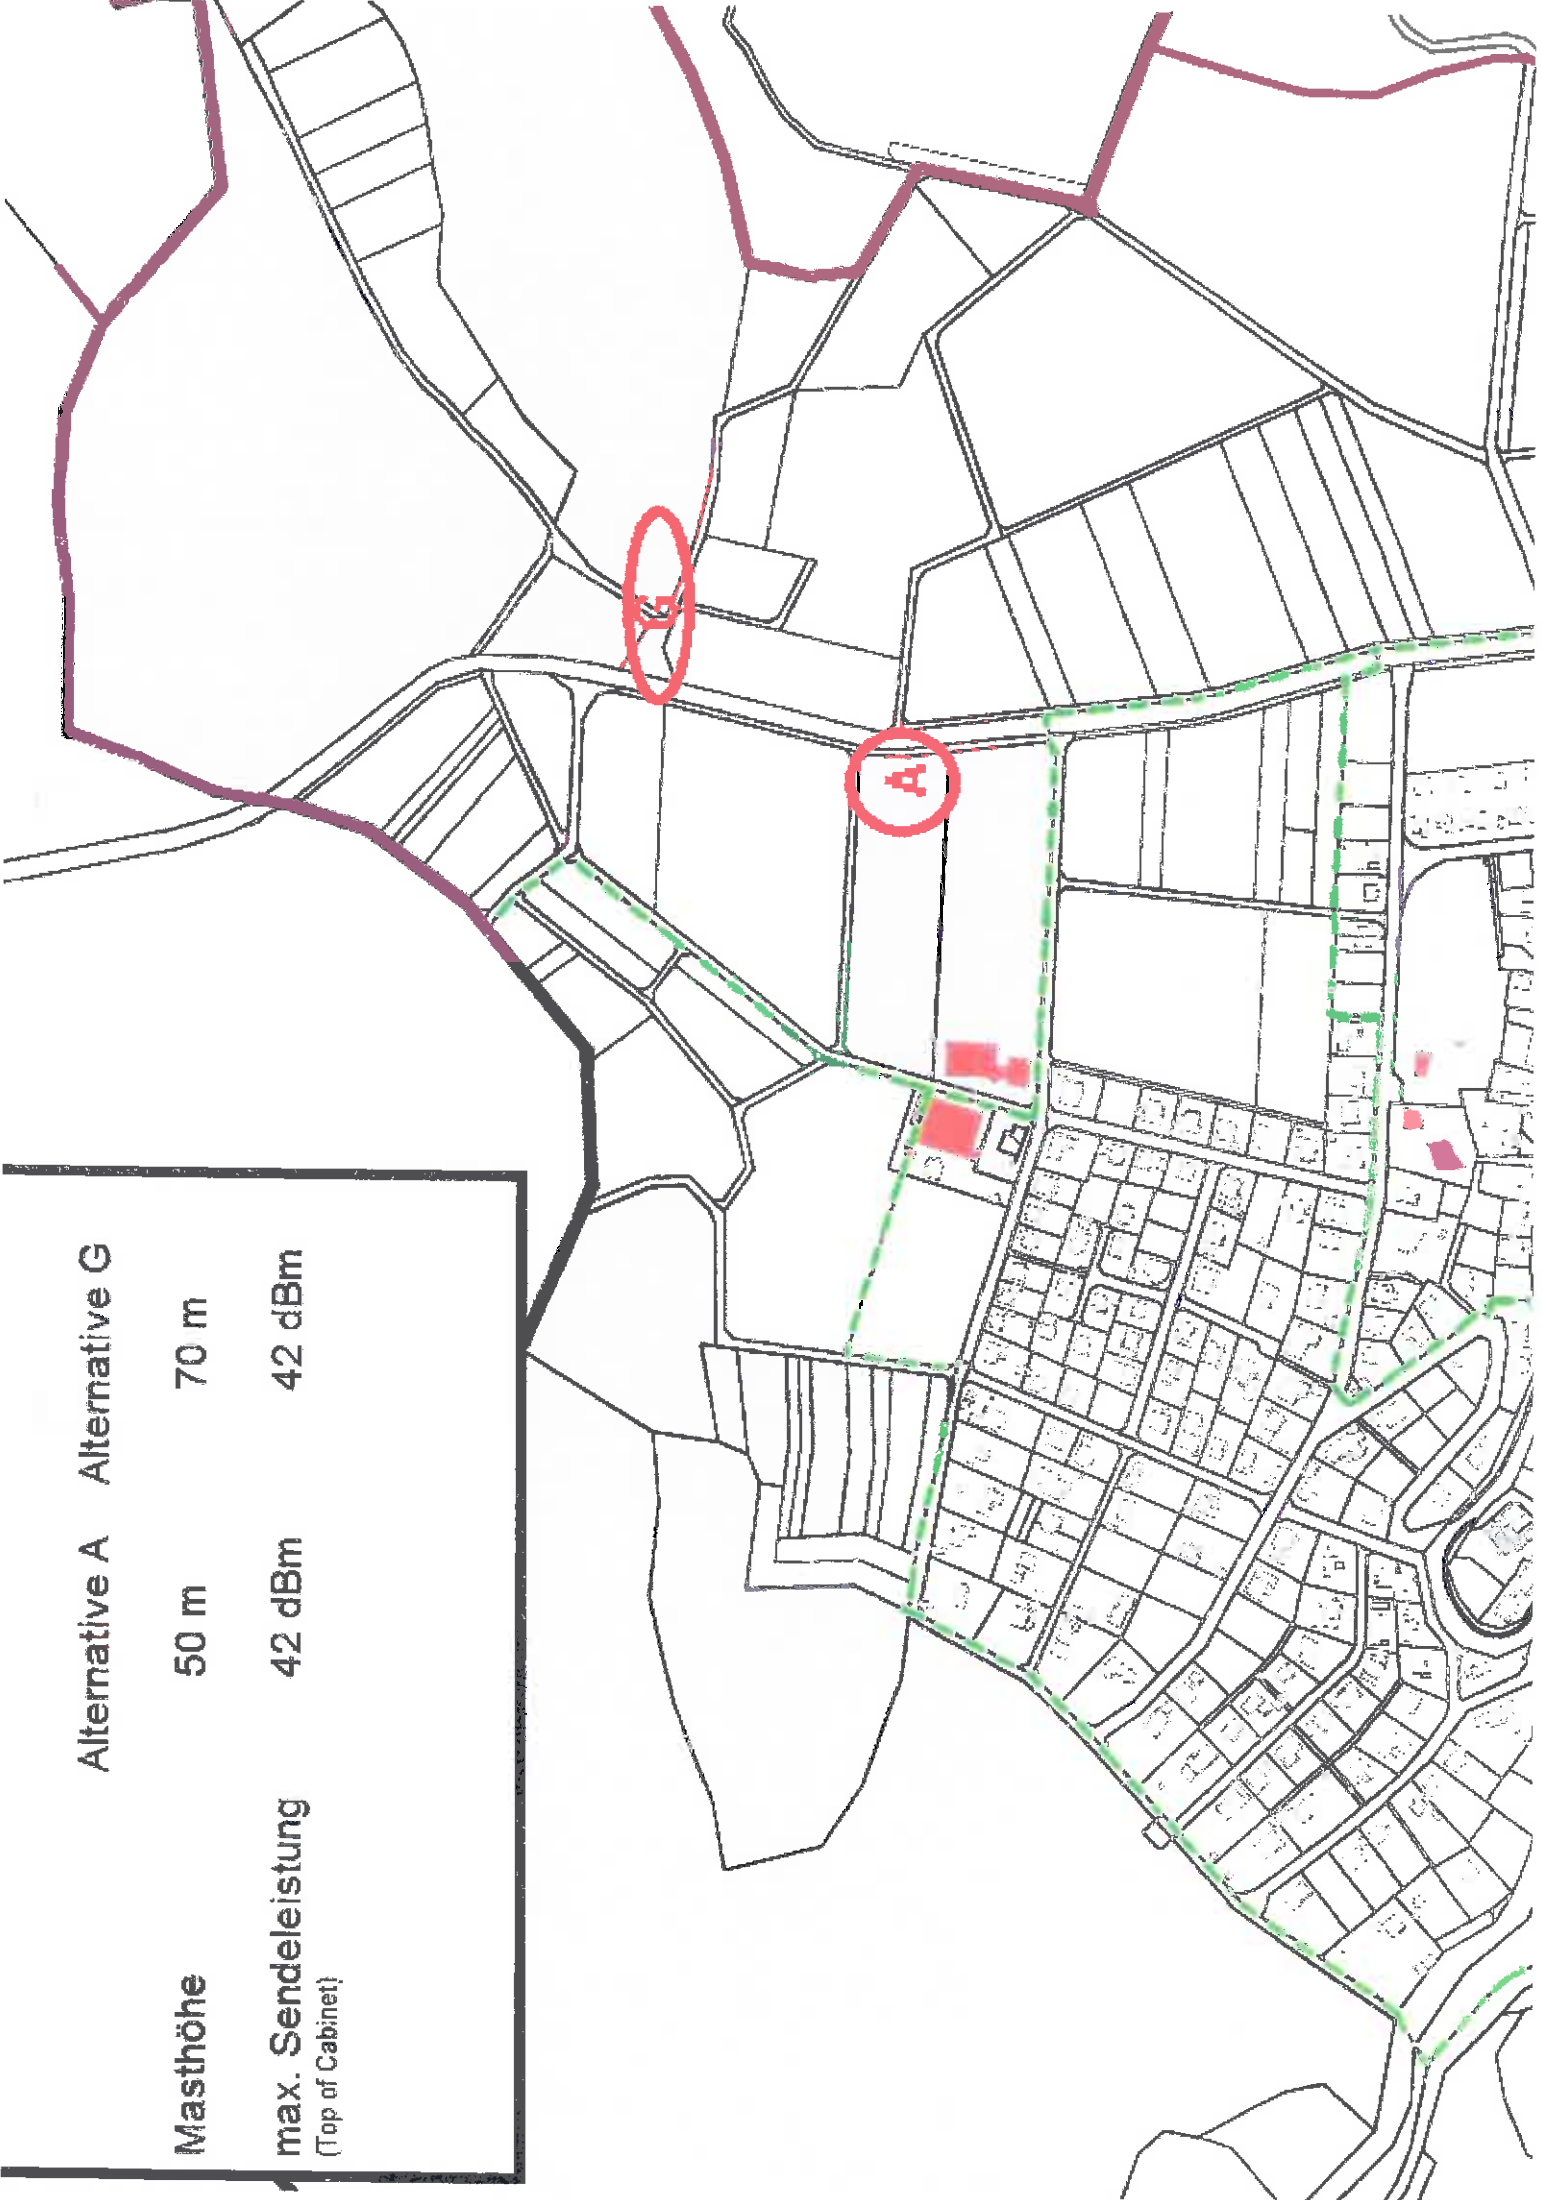 Alternative A Alternative G
Masthöhe 50 m 70 m
max. Sendeleistung 42 dBm 42 dBm
(Top of Cabinet)
G
A